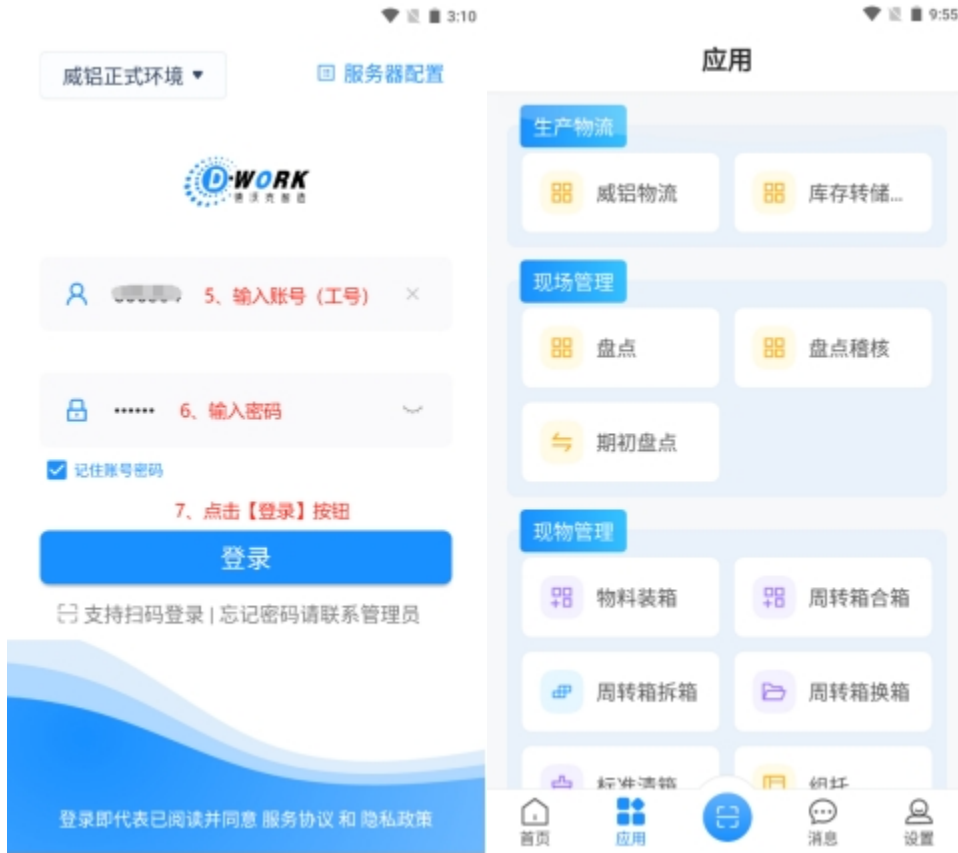 3:10
威铝正式环境
服务器配置
D-WORK
德沃克智造
5、输入账号（工号）
6、输入密码
记住账号密码
7、点击【登录】按钮
登录
支持扫码登录 | 忘记密码请联系管理员
登录即代表已阅读并同意 服务协议 和 隐私政策
9:55
应用
生产物流
威铝物流
库存转储...
现场管理
盘点
盘点稽核
期初盘点
现物管理
物料装箱
周转箱合箱
周转箱拆箱
周转箱换箱
标准清箱
组托
首页
应用
消息
设置